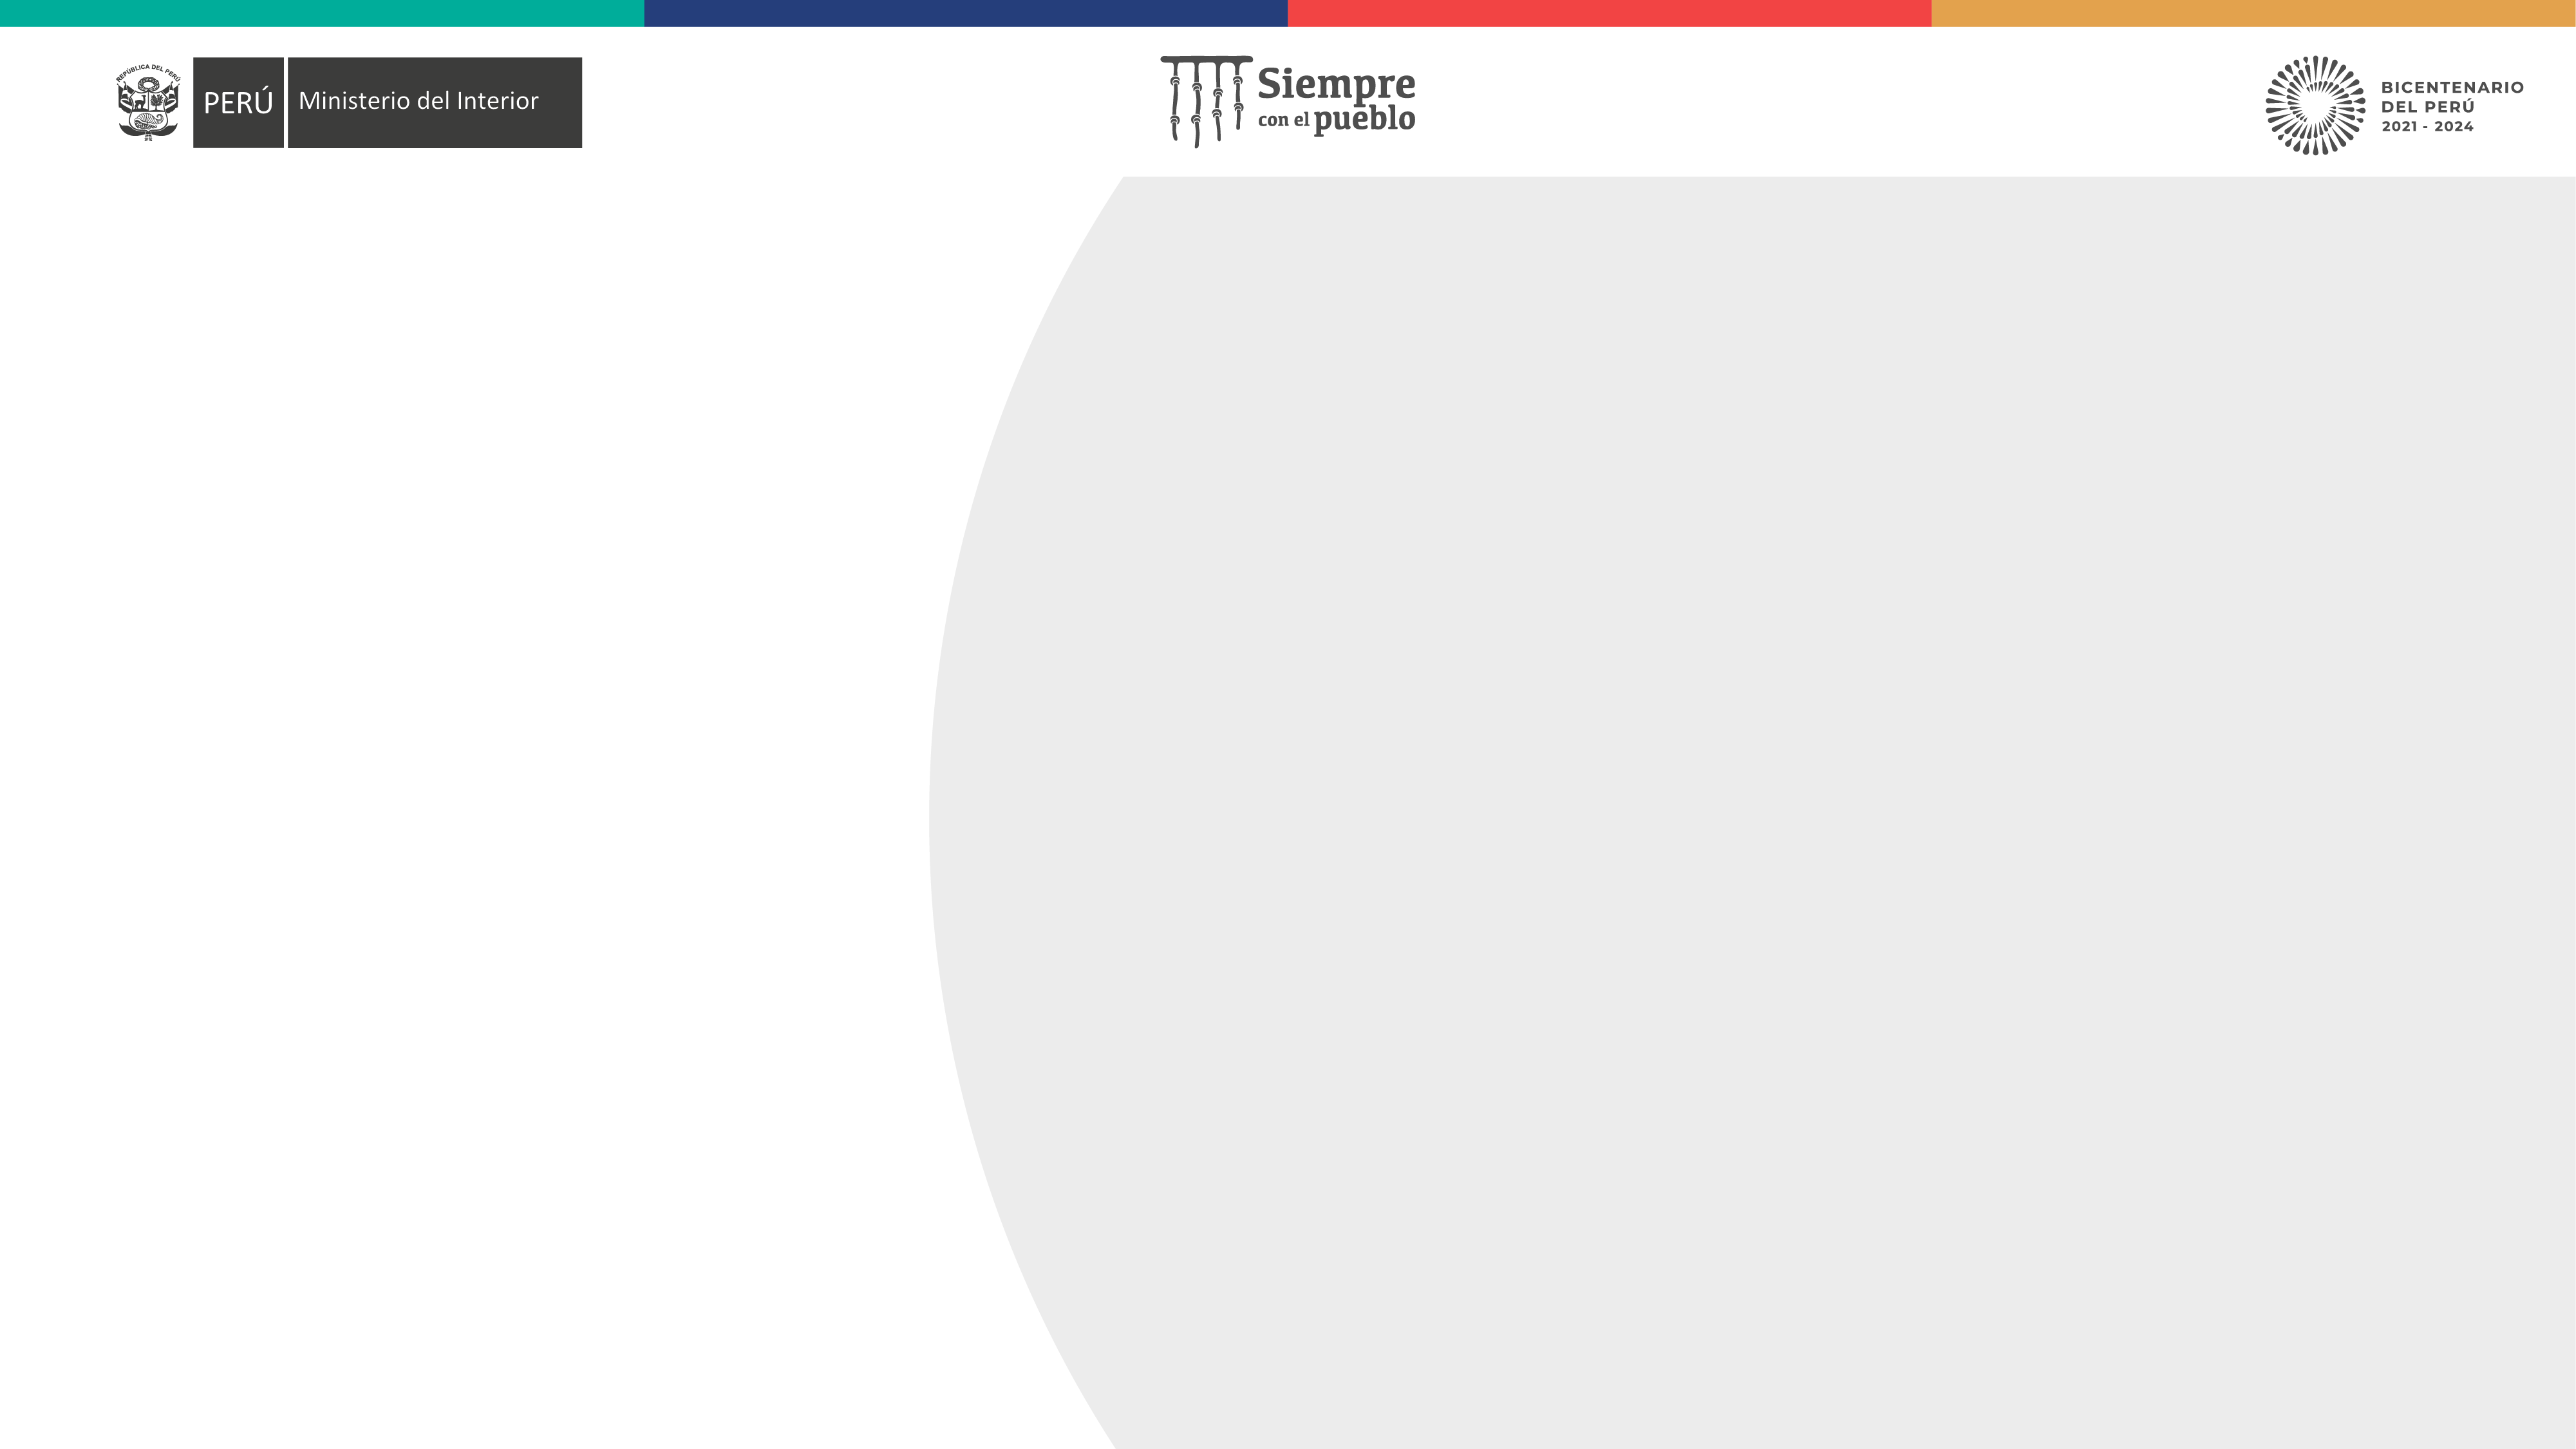 REPÚBLICA DEL PERÚ
PERÚ
Ministerio del Interior
Siempre
con el pueblo
BICENTENARIO
DEL PERÚ
2021 - 2024